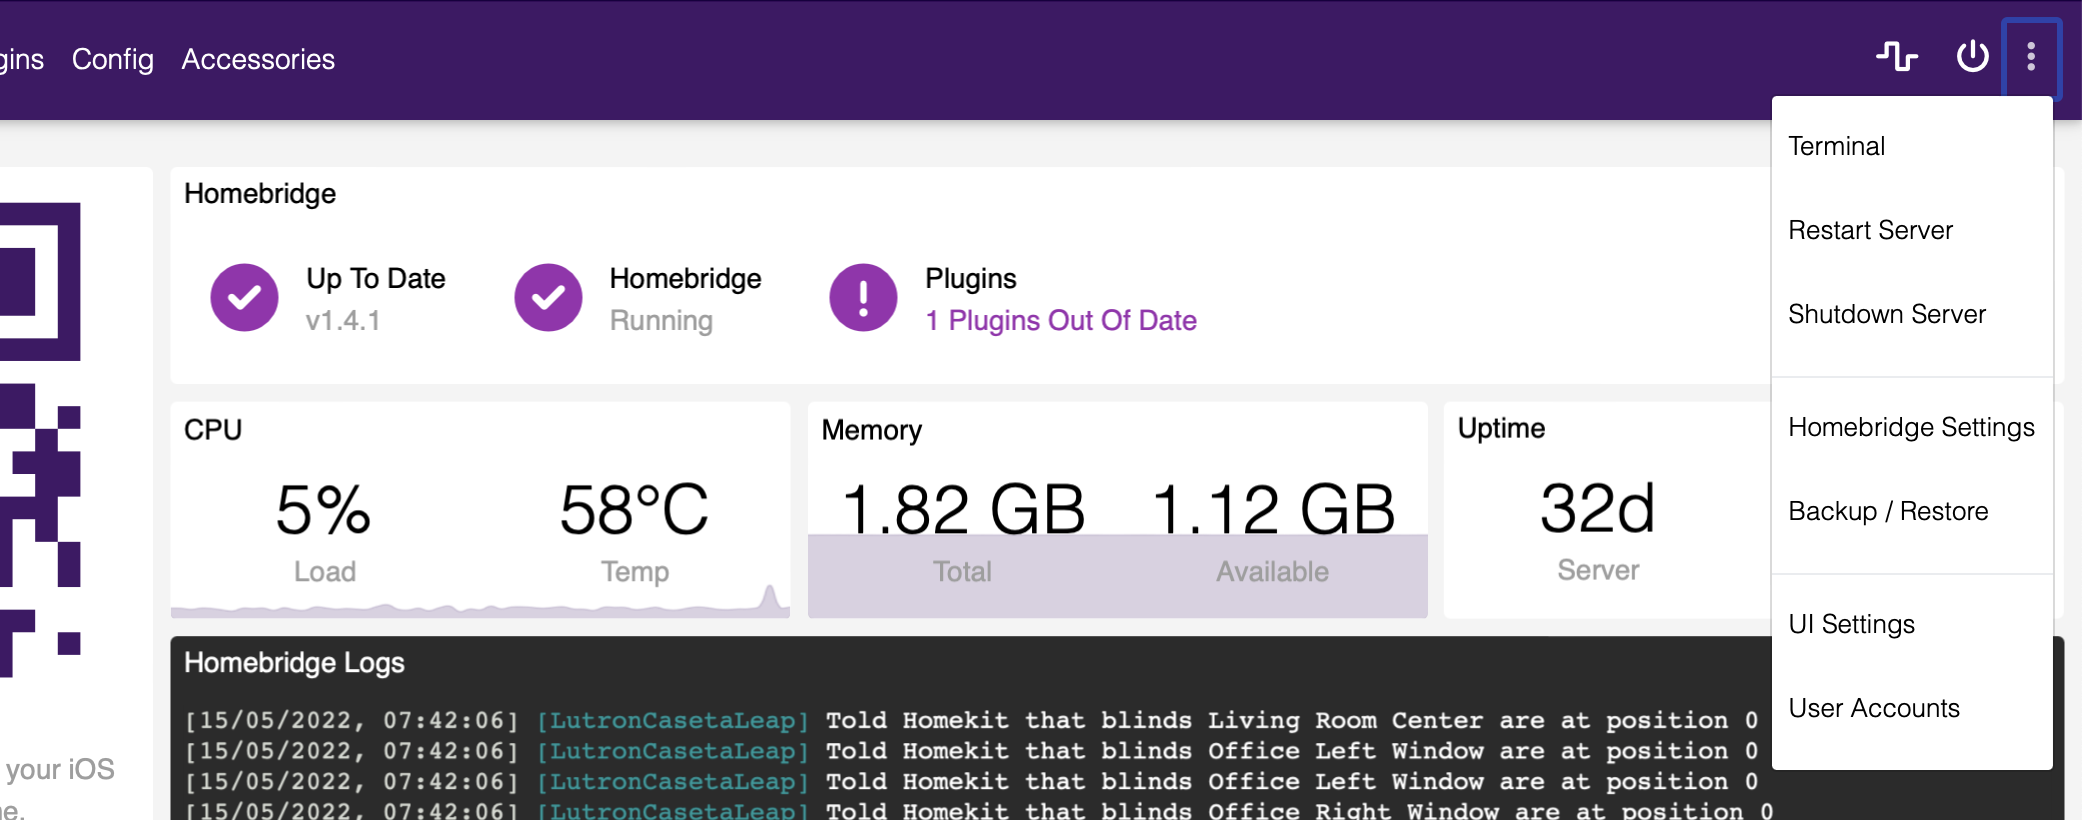 Config Accessories
Terminal
Restart Server
Shutdown Server
Homebridge Settings
Backup / Restore
UI Settings
User Accounts
Homebridge
Up To Date
v1.4.1
Homebridge
Running
Plugins
1 Plugins Out Of Date
CPU
5%
Load
58°C
Temp
Memory
1.82 GB
Total
1.12 GB
Available
Uptime
32d
Server
Homebridge Logs
[15/05/2022, 07:42:06] [LutronCasetaLeap] Told Homekit that blinds Living Room Center are at position 0
[15/05/2022, 07:42:06] [LutronCasetaLeap] Told Homekit that blinds Office Left Window are at position 0
[15/05/2022, 07:42:06] [LutronCasetaLeap] Told Homekit that blinds Office Left Window are at position 0
[15/05/2022, 07:42:06] [LutronCasetaLeap] Told Homekit that blinds Office Right Window are at position 0
your iOS